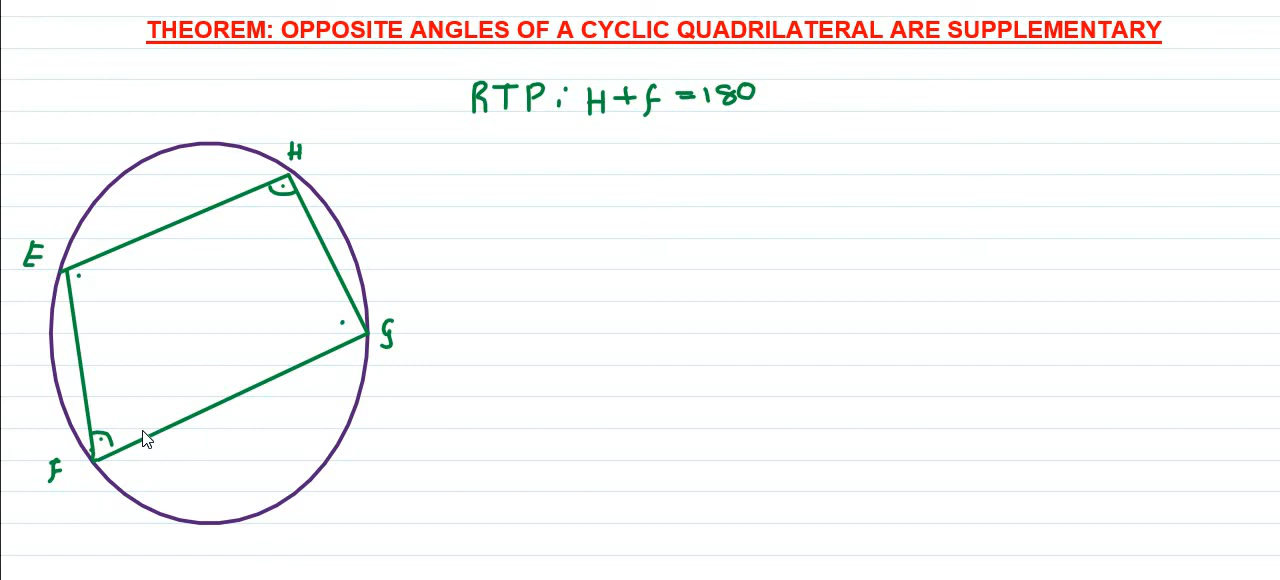 THEOREM: OPPOSITE ANGLES OF A CYCLIC QUADRILATERAL ARE SUPPLEMENTARY
RTP: H+F=180
H
E
G
F